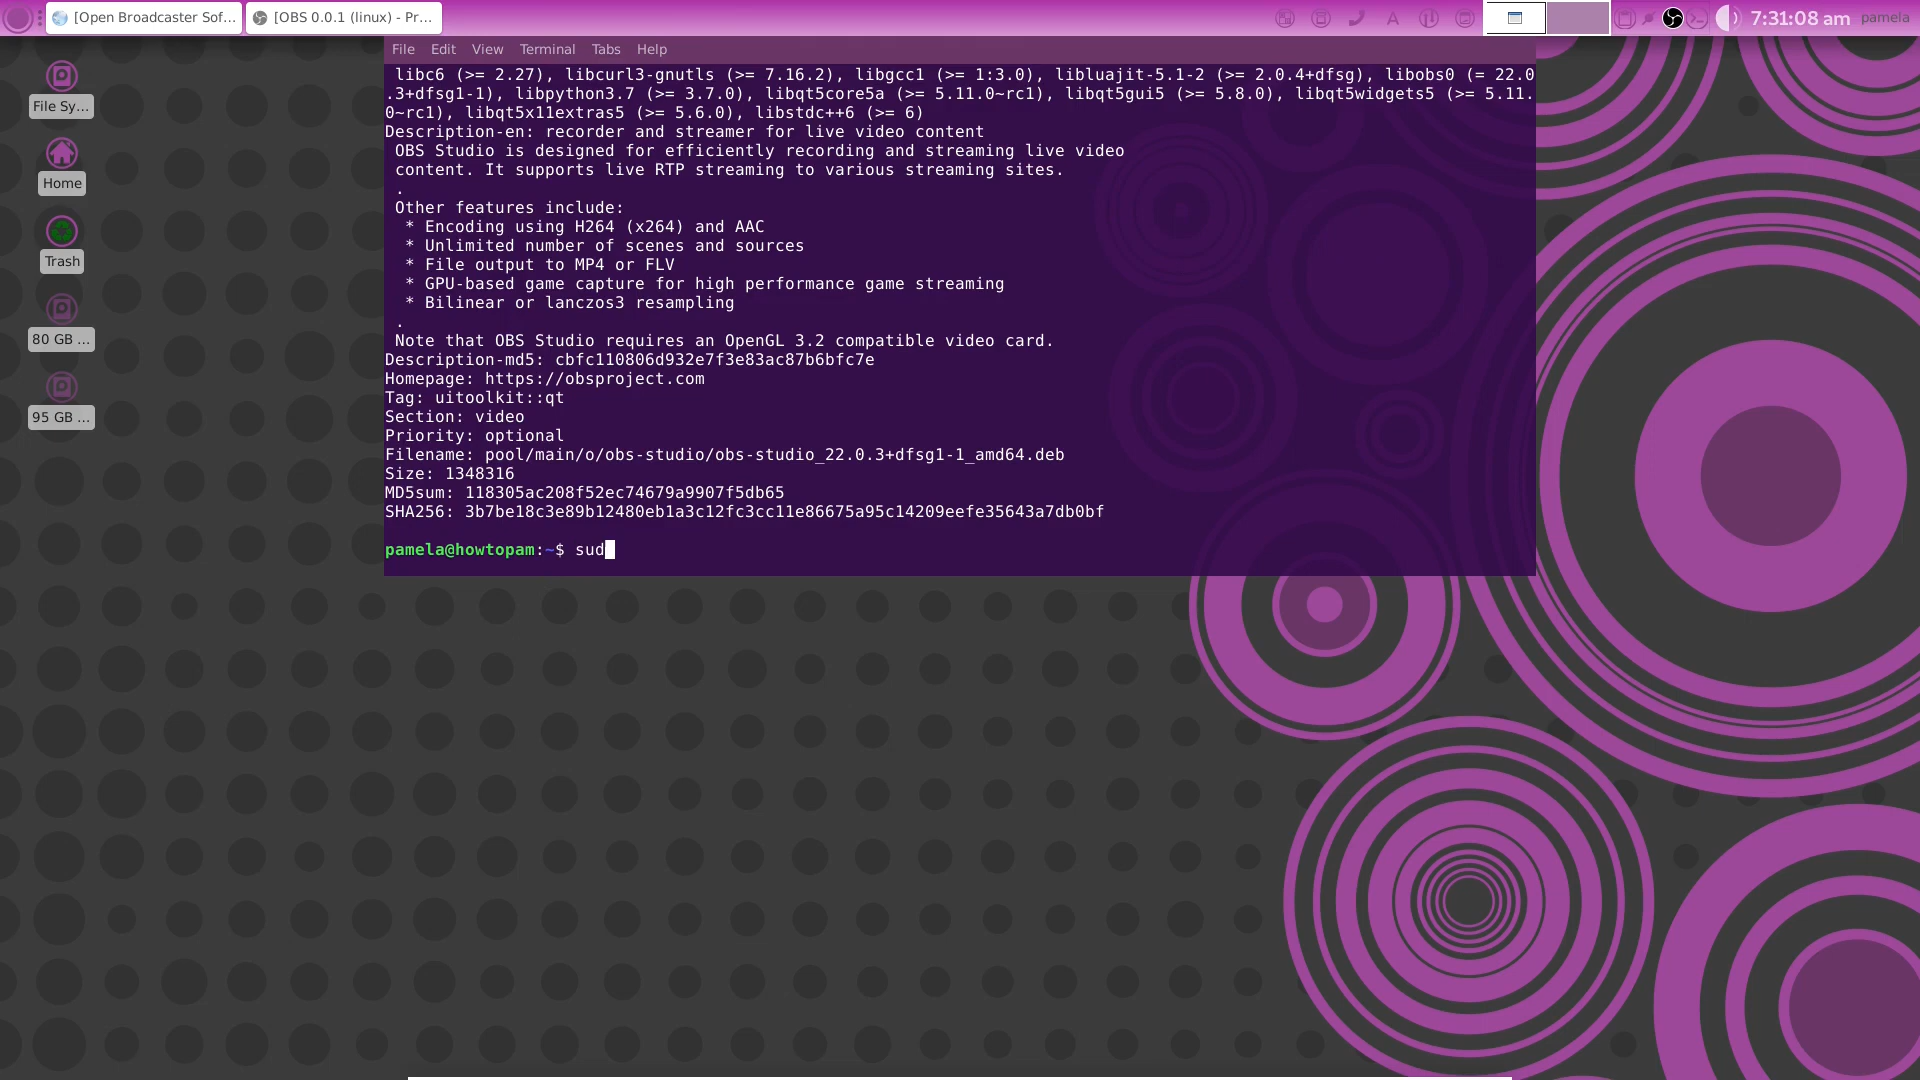 [Open Broadcaster Sof...
[OBS 0.0.1 (linux) - Pr...
7:31:08 am
pamela
File Edit View Terminal Tabs Help
libc6 (>= 2.27), libcurl3-gnutls (>= 7.16.2), libgcc1 (>= 1:3.0), libluajit-5.1-2 (>= 2.0.4+dfsg), libobs0 (= 22.0
.3+dfsg1-1), libpython3.7 (>= 3.7.0), libqt5core5a (>= 5.11.0~rc1), libqt5gui5 (>= 5.8.0), libqt5widgets5 (>= 5.11.
0~rc1), libqt5x11extras5 (>= 5.6.0), libstdc++6 (>= 6)
Description-en: recorder and streamer for live video content
OBS Studio is designed for efficiently recording and streaming live video
content. It supports live RTP streaming to various streaming sites.
.
Other features include:
* Encoding using H264 (x264) and AAC
* Unlimited number of scenes and sources
* File output to MP4 or FLV
* GPU-based game capture for high performance game streaming
* Bilinear or lanczos3 resampling
.
Note that OBS Studio requires an OpenGL 3.2 compatible video card.
Description-md5: cbfc110806d932e7f3e83ac87b6bfc7e
Homepage: https://obsproject.com
Tag: uitoolkit::qt
Section: video
Priority: optional
Filename: pool/main/o/obs-studio/obs-studio_22.0.3+dfsg1-1_amd64.deb
Size: 1348316
MD5sum: 118305ac208f52ec74679a9907f5db65
SHA256: 3b7be18c3e89b12480eb1a3c12fc3cc11e86675a95c14209eefe35643a7db0bf
pamela@howtopam:~$ sud
File Sy...
Home
Trash
80 GB ...
95 GB ...